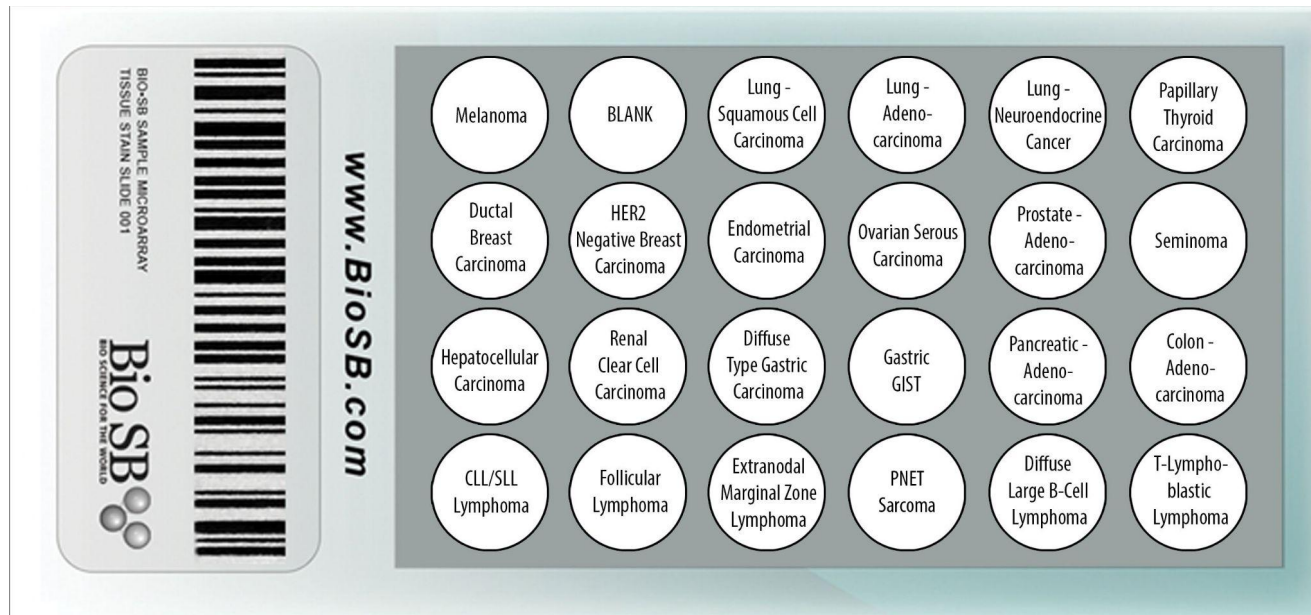 BIO•SB SAMPLE MICROARRAY
TISSUE STAIN SLIDE 001
Bio SB
BIO SCIENCE FOR THE WORLD
www.BioSB.com
Melanoma
BLANK
Lung -
Squamous Cell
Carcinoma
Lung -
Adeno-
carcinoma
Lung -
Neuroendocrine
Cancer
Papillary
Thyroid
Carcinoma
Ductal
Breast
Carcinoma
HER2
Negative Breast
Carcinoma
Endometrial
Carcinoma
Ovarian Serous
Carcinoma
Prostate -
Adeno-
carcinoma
Seminoma
Hepatocellular
Carcinoma
Renal
Clear Cell
Carcinoma
Diffuse
Type Gastric
Carcinoma
Gastric
GIST
Pancreatic -
Adeno-
carcinoma
Colon -
Adeno-
carcinoma
CLL/SLL
Lymphoma
Follicular
Lymphoma
Extranodal
Marginal Zone
Lymphoma
PNET
Sarcoma
Diffuse
Large B-Cell
Lymphoma
T-Lympho-
blastic
Lymphoma